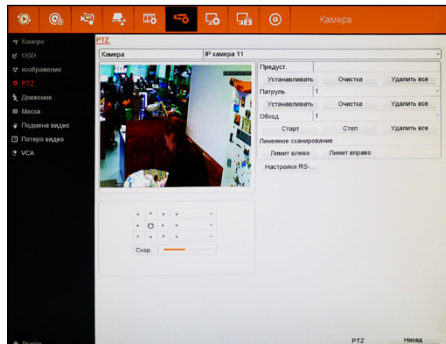 Камера
Камера
OSD
изображение
PTZ
Движение
Маска
Подмена видео
Потеря видео
VCA
PTZ
Камера IP камера 11
Предуст.
Устанавливать Очистка Удалить все
Патруль 1
Устанавливать Очистка Удалить все
Обход 1
Старт Стоп Удалить все
Линейное сканирование
Лимит влево Лимит вправо
Настройки RS-...
Скор.
PTZ Назад